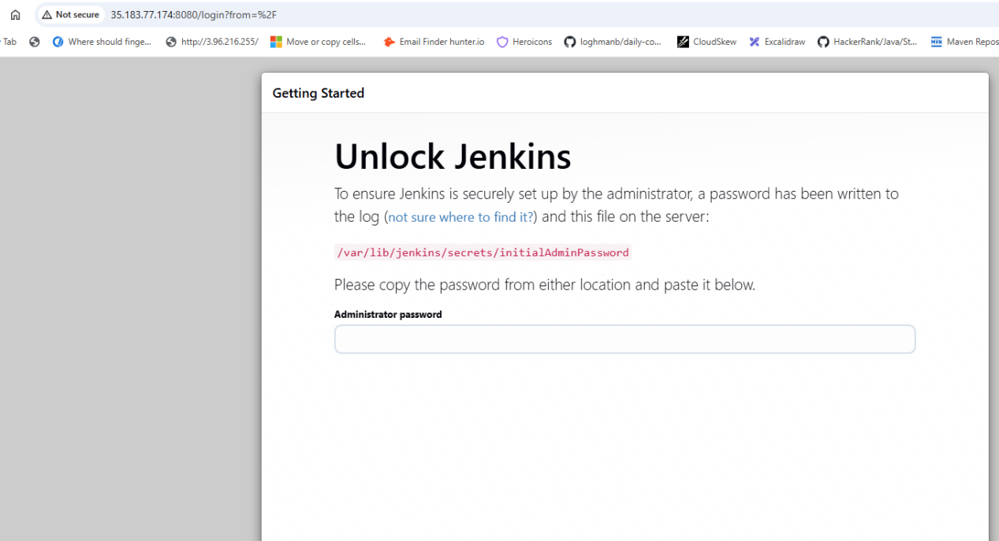 Not secure 35.183.77.174:8080/login?from=%2F
Tab Where should finge... http://3.96.216.255/ Move or copy cells... Email Finder hunter.io Heroicons loghmanb/daily-co... CloudSkew Excalidraw HackerRank/Java/St... MVN Maven Repos
Getting Started
Unlock Jenkins
To ensure Jenkins is securely set up by the administrator, a password has been written to
the log (not sure where to find it?) and this file on the server:
/var/lib/jenkins/secrets/initialAdminPassword
Please copy the password from either location and paste it below.
Administrator password